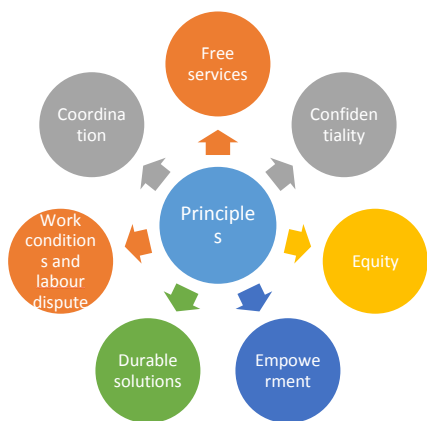 Free
services
Coordina
tion
Confiden
tiality
Principle
s
Work
condition
s and
labour
dispute
Equity
Durable
solutions
Empowe
rment